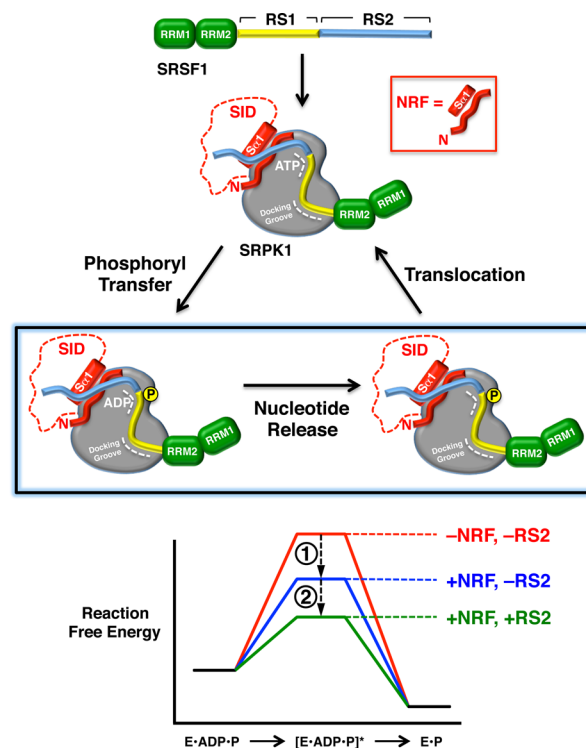 RS1 RS2
RRM1 RRM2
SRSF1
NRF = Sα1
N
SID
Sα1
ATP
N
Docking
Groove
RRM2 RRM1
SRPK1
Phosphoryl
Transfer
Translocation
SID
Sα1
P
ADP
N
Docking
Groove
RRM2 RRM1
Nucleotide
Release
SID
Sα1
P
N
Docking
Groove
RRM2 RRM1
–NRF, –RS2
1
+NRF, –RS2
2
+NRF, +RS2
Reaction
Free Energy
E·ADP·P [E·ADP·P]* E·P